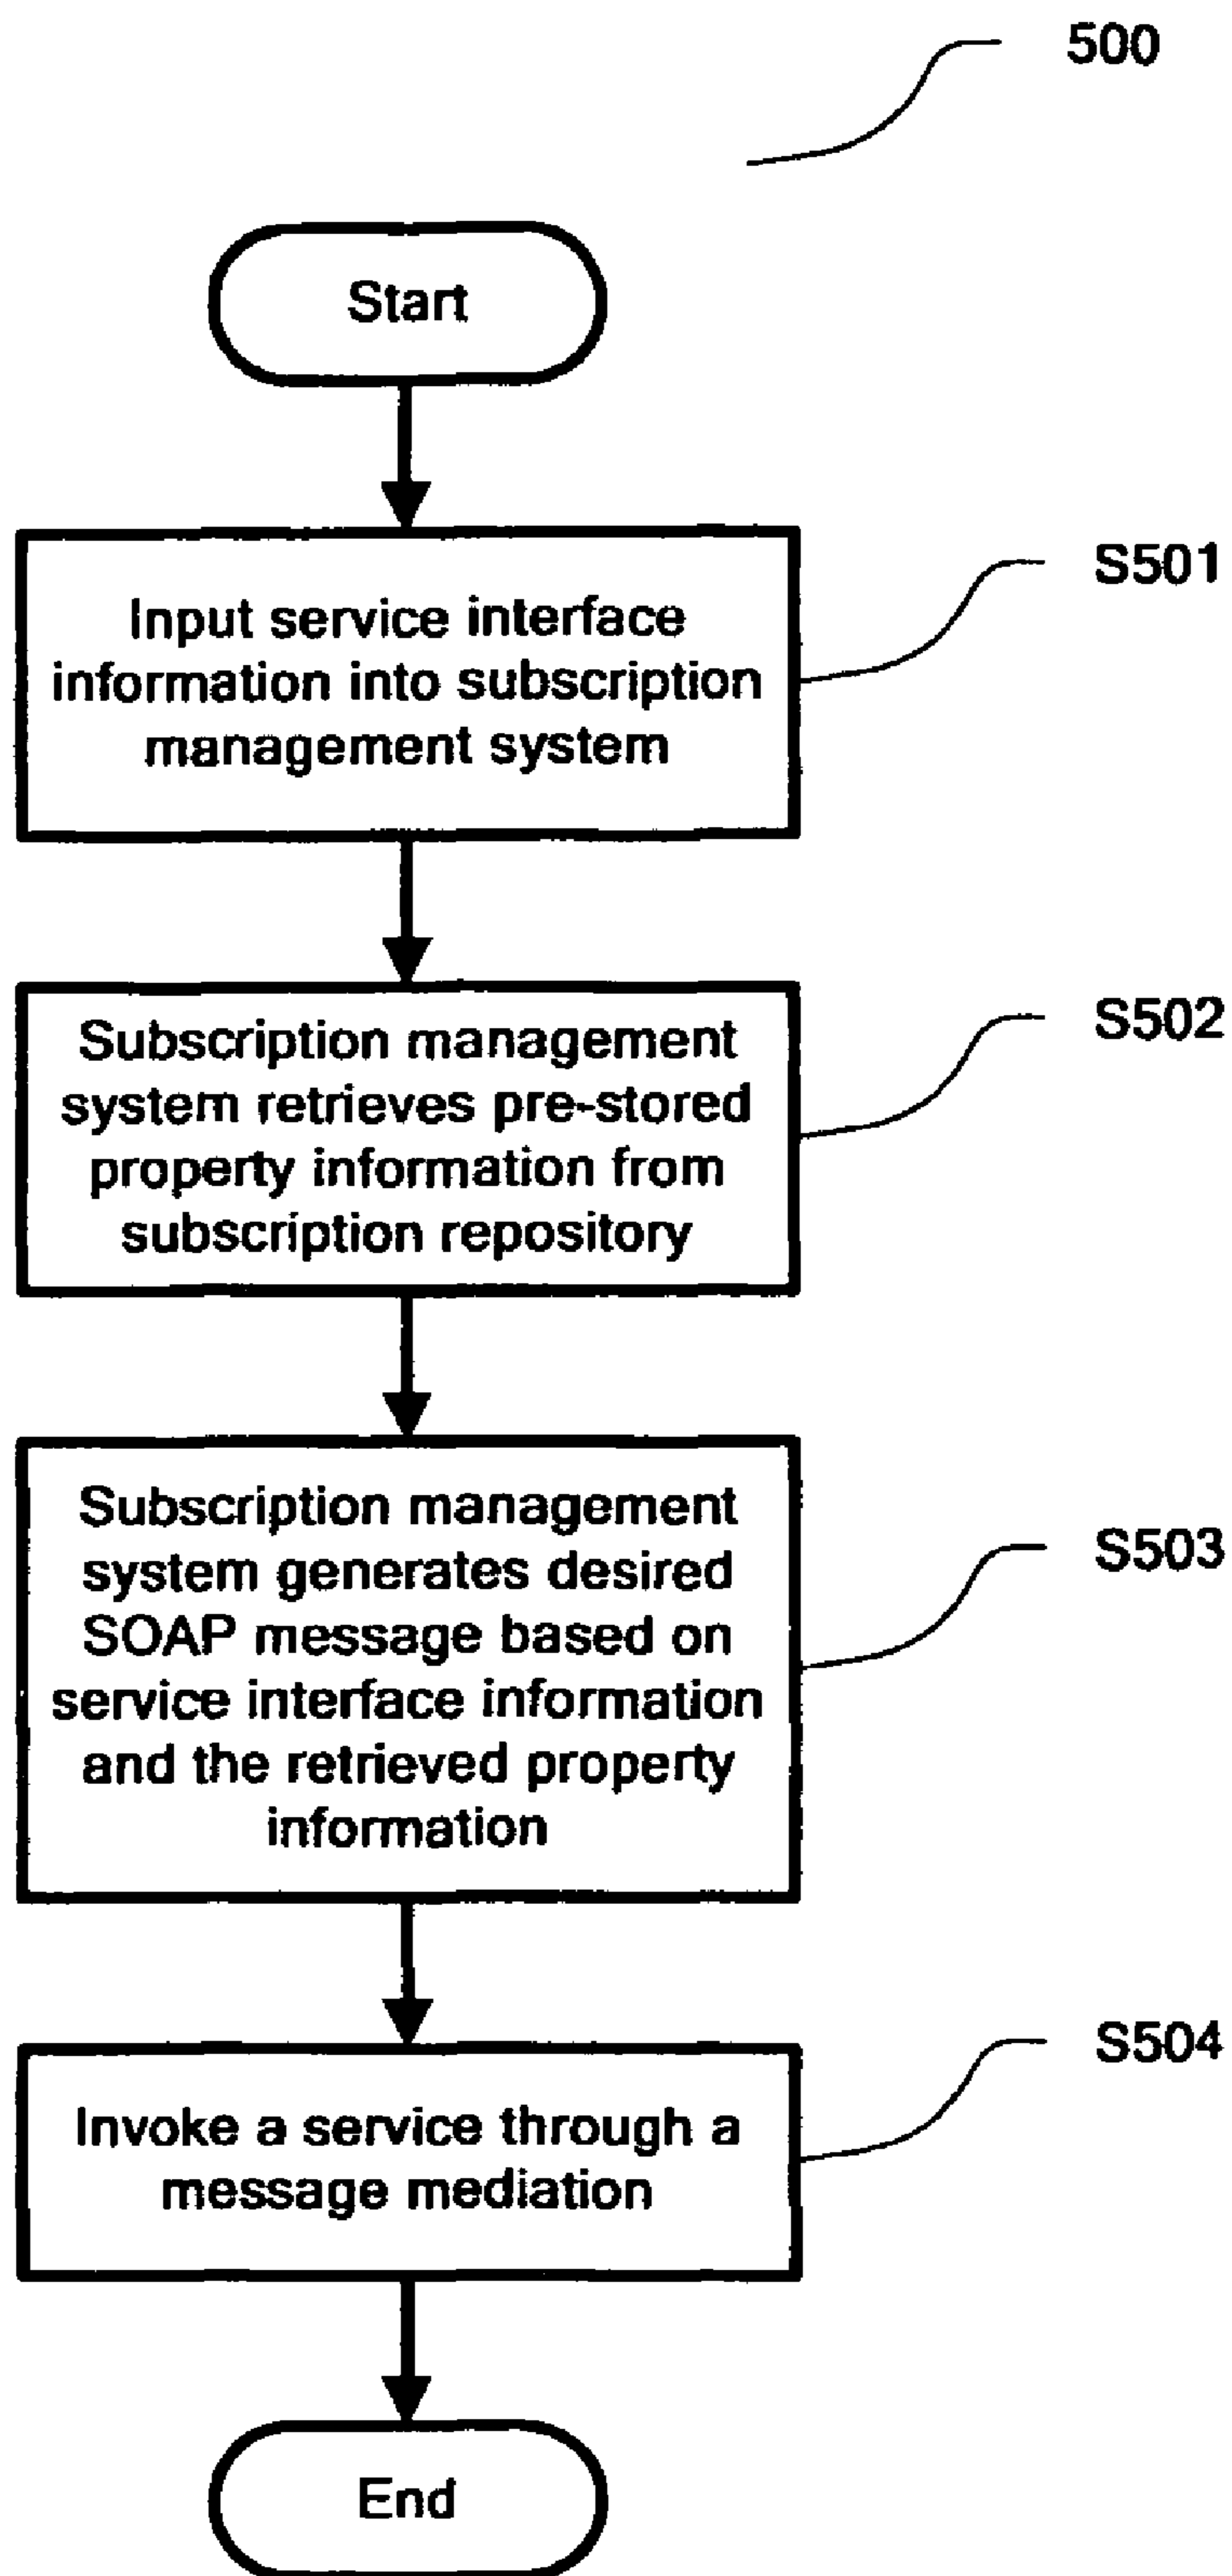 500
Start
S501
Input service interface
information into subscription
management system
S502
Subscription management
system retrieves pre-stored
property information from
subscription repository
S503
Subscription management
system generates desired
SOAP message based on
service interface information
and the retrieved property
information
S504
Invoke a service through a
message mediation
End